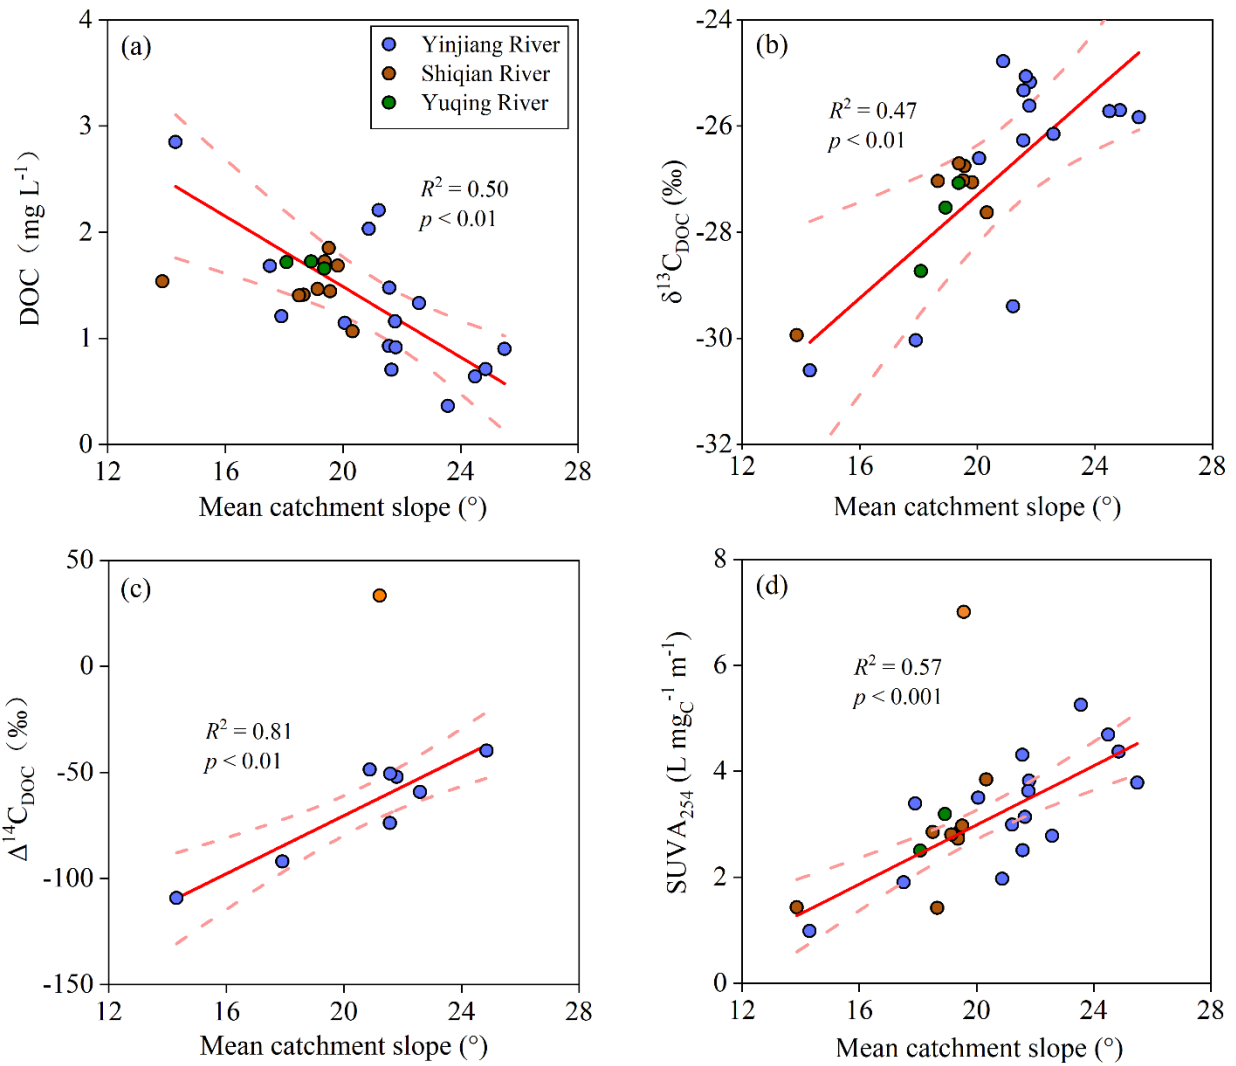 (a)
Yinjiang River
Shiqian River
Yuqing River
R² = 0.50
p < 0.01
DOC（mg L⁻¹）
4
3
2
1
0
12 16 20 24 28
Mean catchment slope (°)
(b)
R² = 0.47
p < 0.01
δ¹³C_DOC (‰)
-24
-26
-28
-30
-32
12 16 20 24 28
Mean catchment slope (°)
(c)
R² = 0.81
p < 0.01
Δ¹⁴C_DOC（‰）
50
0
-50
-100
-150
12 16 20 24 28
Mean catchment slope (°)
(d)
R² = 0.57
p < 0.001
SUVA₂₅₄ (L mg_C⁻¹ m⁻¹)
8
6
4
2
0
12 16 20 24 28
Mean catchment slope (°)